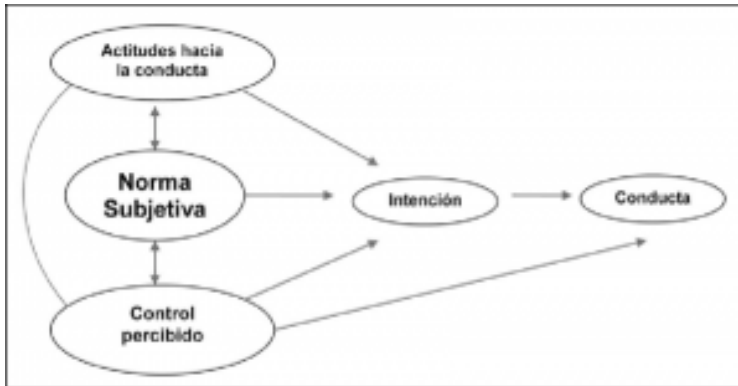 Actitudes hacia
la conducta
Norma
Subjetiva
Intención
Conducta
Control
percibido